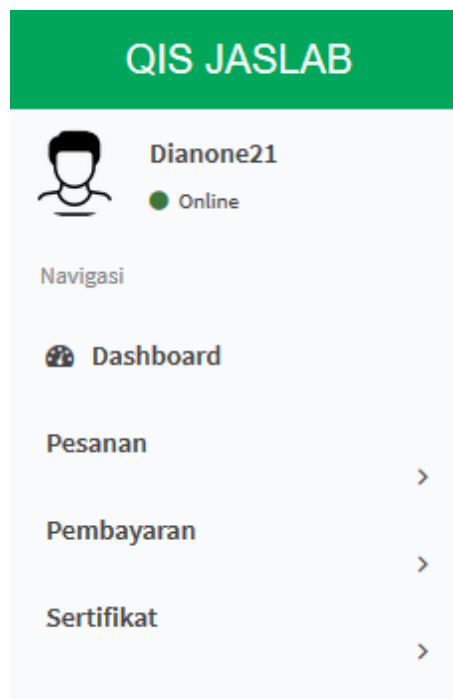 QIS JASLAB
Dianone21
Online
Navigasi
Dashboard
Pesanan
Pembayaran
Sertifikat